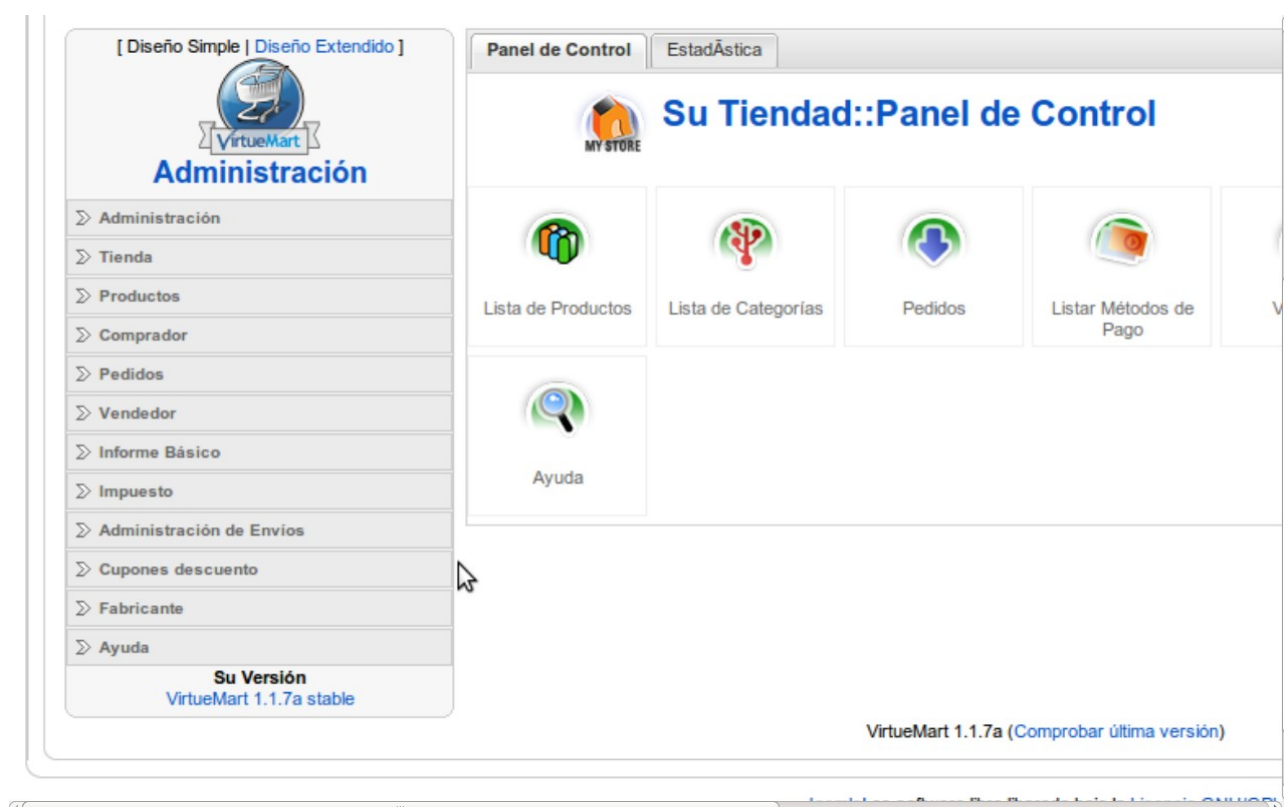 [ Diseño Simple | Diseño Extendido ]
VirtueMart
Administración
Administración
Tienda
Productos
Comprador
Pedidos
Vendedor
Informe Básico
Impuesto
Administración de Envíos
Cupones descuento
Fabricante
Ayuda
Su Versión
VirtueMart 1.1.7a stable
Panel de Control
EstadÃstica
MY STORE
Su Tiendad::Panel de Control
Lista de Productos
Lista de Categorías
Pedidos
Listar Métodos de
Pago
V
Ayuda
VirtueMart 1.1.7a (Comprobar última versión)